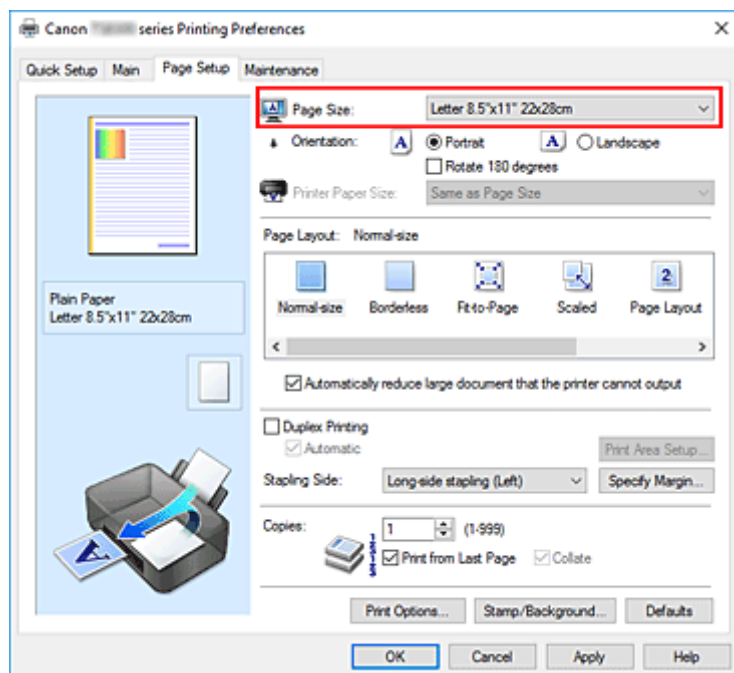 Canon series Printing Preferences
Quick Setup Main Page Setup Maintenance
Page Size: Letter 8.5"x11" 22x28cm
Orientation: A Portrait A Landscape
Rotate 180 degrees
Printer Paper Size: Same as Page Size
Page Layout: Normal-size
2
Normal-size Borderless Fit-to-Page Scaled Page Layout
Plain Paper
Letter 8.5"x11" 22x28cm
Automatically reduce large document that the printer cannot output
Duplex Printing
Automatic Print Area Setup...
Stapling Side: Long-side stapling (Left) Specify Margin...
Copies: 1 (1-999)
Print from Last Page Collate
A
Print Options... Stamp/Background... Defaults
OK Cancel Apply Help